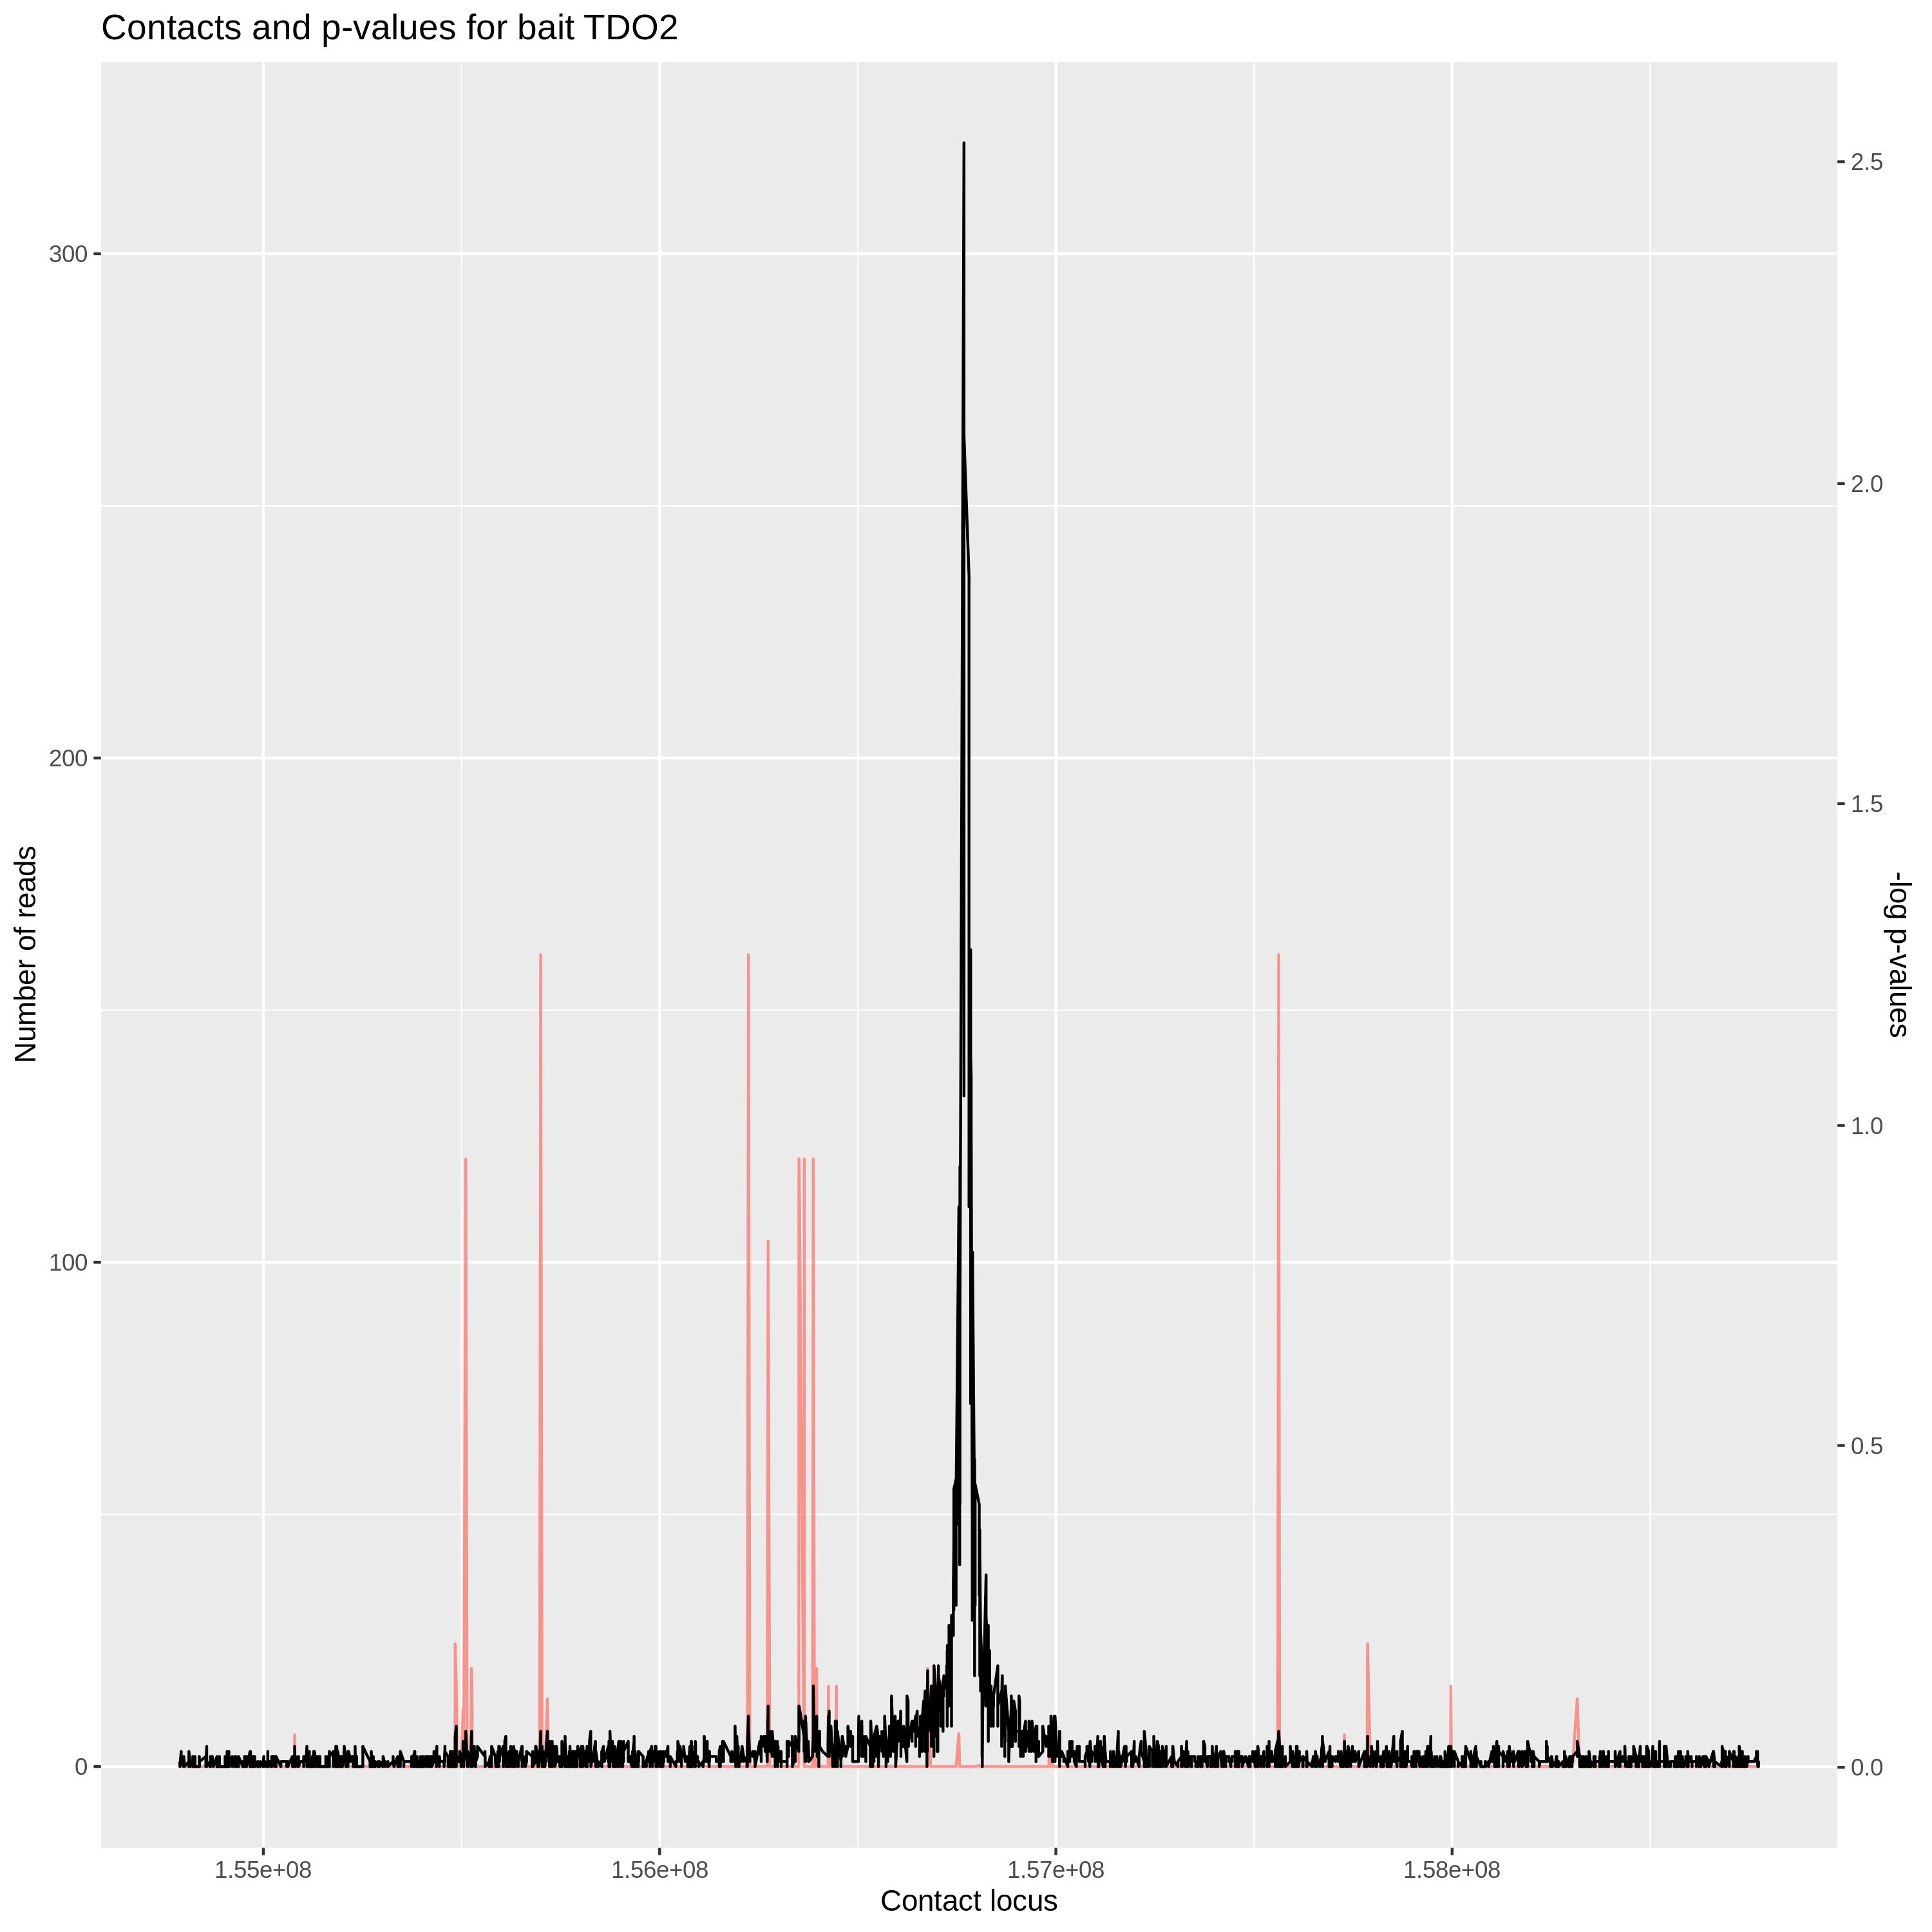 Contacts and p-values for bait TDO2
300
200
100
0
Number of reads
2.5
2.0
1.5
1.0
0.5
0.0
-log p-values
1.55e+08
1.56e+08
1.57e+08
1.58e+08
Contact locus